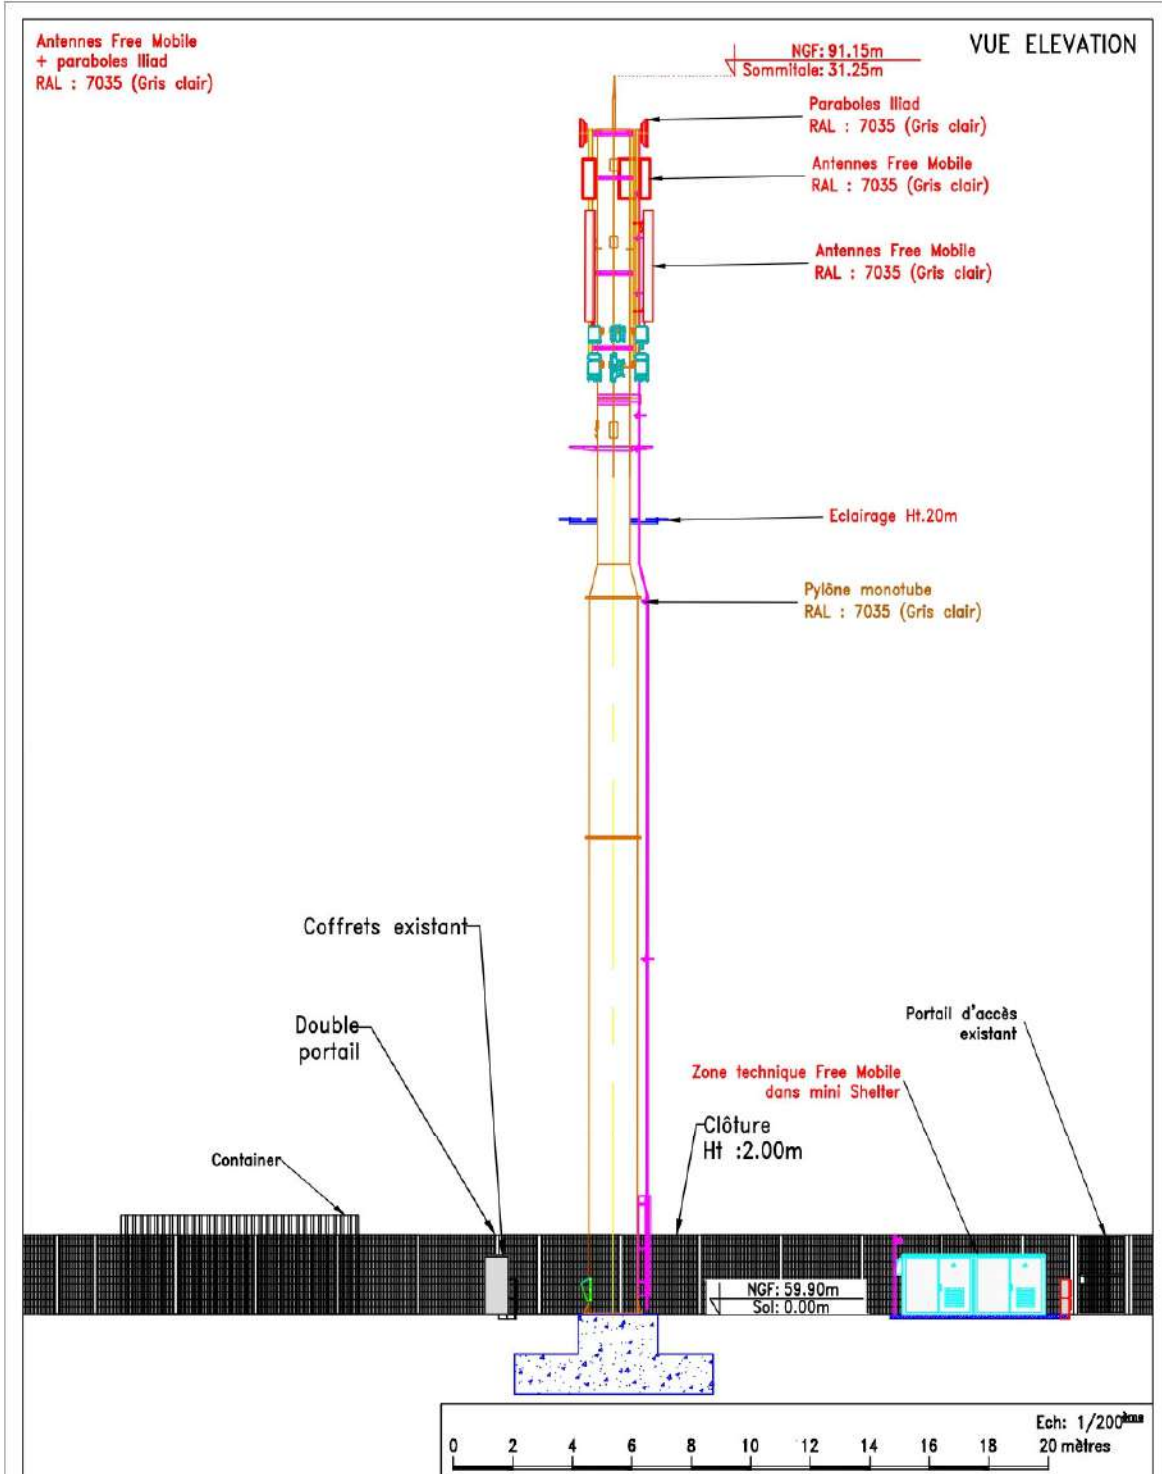 Antennes Free Mobile
+ paraboles Iliad
RAL : 7035 (Gris clair)
VUE ELEVATION
NGF: 91.15m
Sommitale: 31.25m
Paraboles Iliad
RAL : 7035 (Gris clair)
Antennes Free Mobile
RAL : 7035 (Gris clair)
Antennes Free Mobile
RAL : 7035 (Gris clair)
Eclairage Ht.20m
Pylône monotube
RAL : 7035 (Gris clair)
Coffrets existant
Double
portail
Portail d'accès
existant
Zone technique Free Mobile
dans mini Shelter
Clôture
Ht :2.00m
Container
NGF: 59.90m
Sol: 0.00m
Ech: 1/200
0 2 4 6 8 10 12 14 16 18 20 mètres